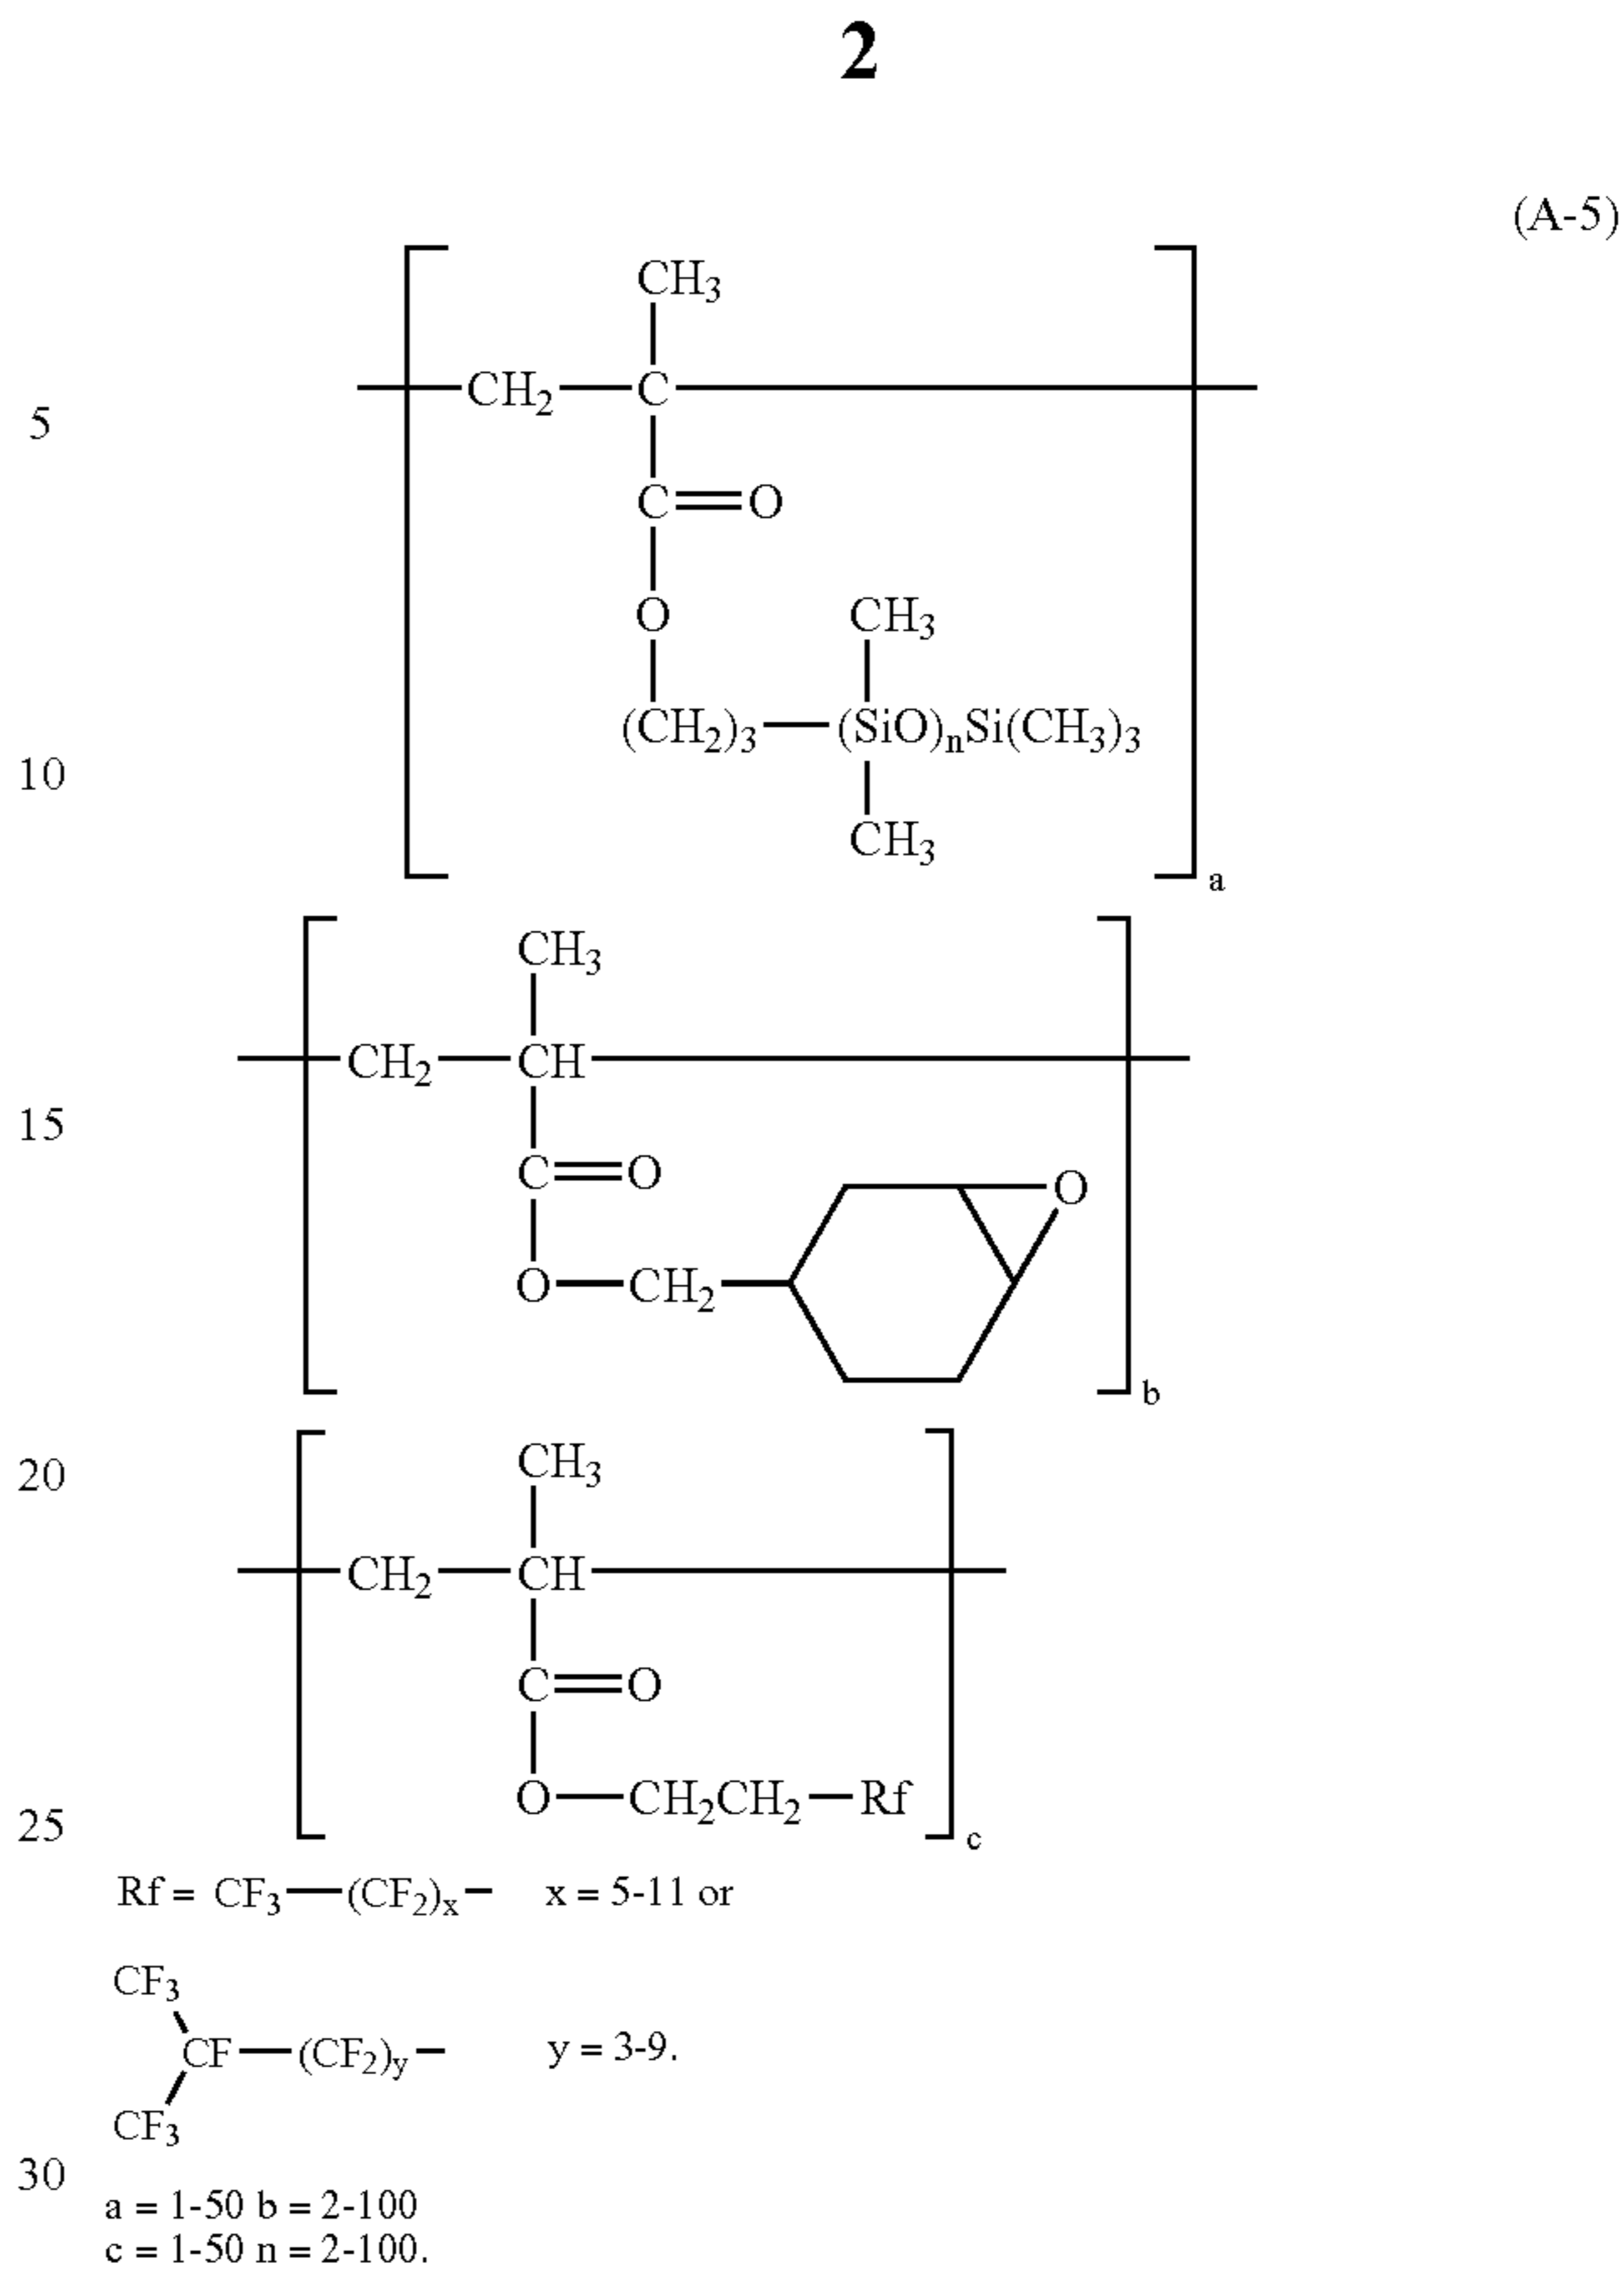 2
(A-5)
CH3
CH2 C
5
C O
O CH3
(CH2)3 (SiO)nSi(CH3)3
10
CH3
a
CH3
CH2 CH
15
C O O
O CH2
b
20
CH3
CH2 CH
C O
O CH2CH2 Rf
25
c
Rf = CF3 (CF2)x x = 5-11 or
CF3
CF (CF2)y y = 3-9.
CF3
30
a = 1-50 b = 2-100
c = 1-50 n = 2-100.